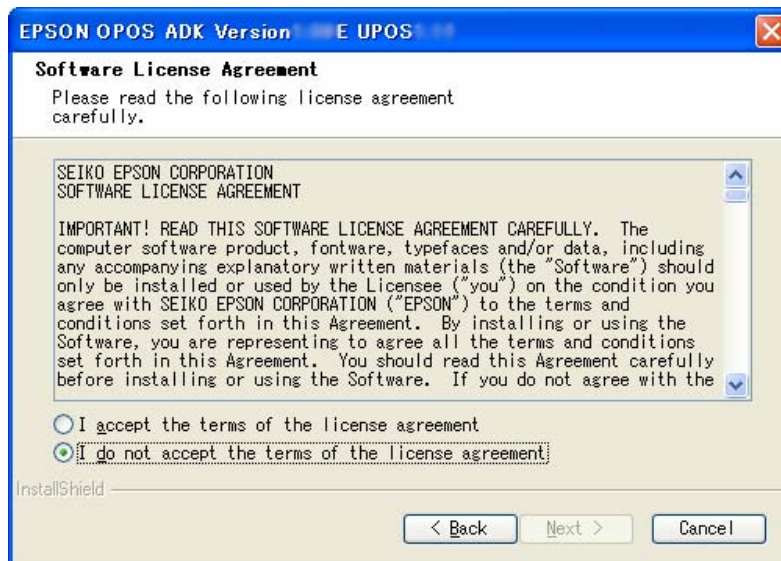 EPSON OPOS ADK Version E UPOS
Software License Agreement
Please read the following license agreement
carefully.
SEIKO EPSON CORPORATION
SOFTWARE LICENSE AGREEMENT
IMPORTANT! READ THIS SOFTWARE LICENSE AGREEMENT CAREFULLY. The
computer software product, fontware, typefaces and/or data, including
any accompanying explanatory written materials (the "Software") should
only be installed or used by the Licensee ("you") on the condition you
agree with SEIKO EPSON CORPORATION ("EPSON") to the terms and
conditions set forth in this Agreement. By installing or using the
Software, you are representing to agree all the terms and conditions
set forth in this Agreement. You should read this Agreement carefully
before installing or using the Software. If you do not agree with the
I accept the terms of the license agreement
I do not accept the terms of the license agreement
InstallShield
< Back
Next >
Cancel